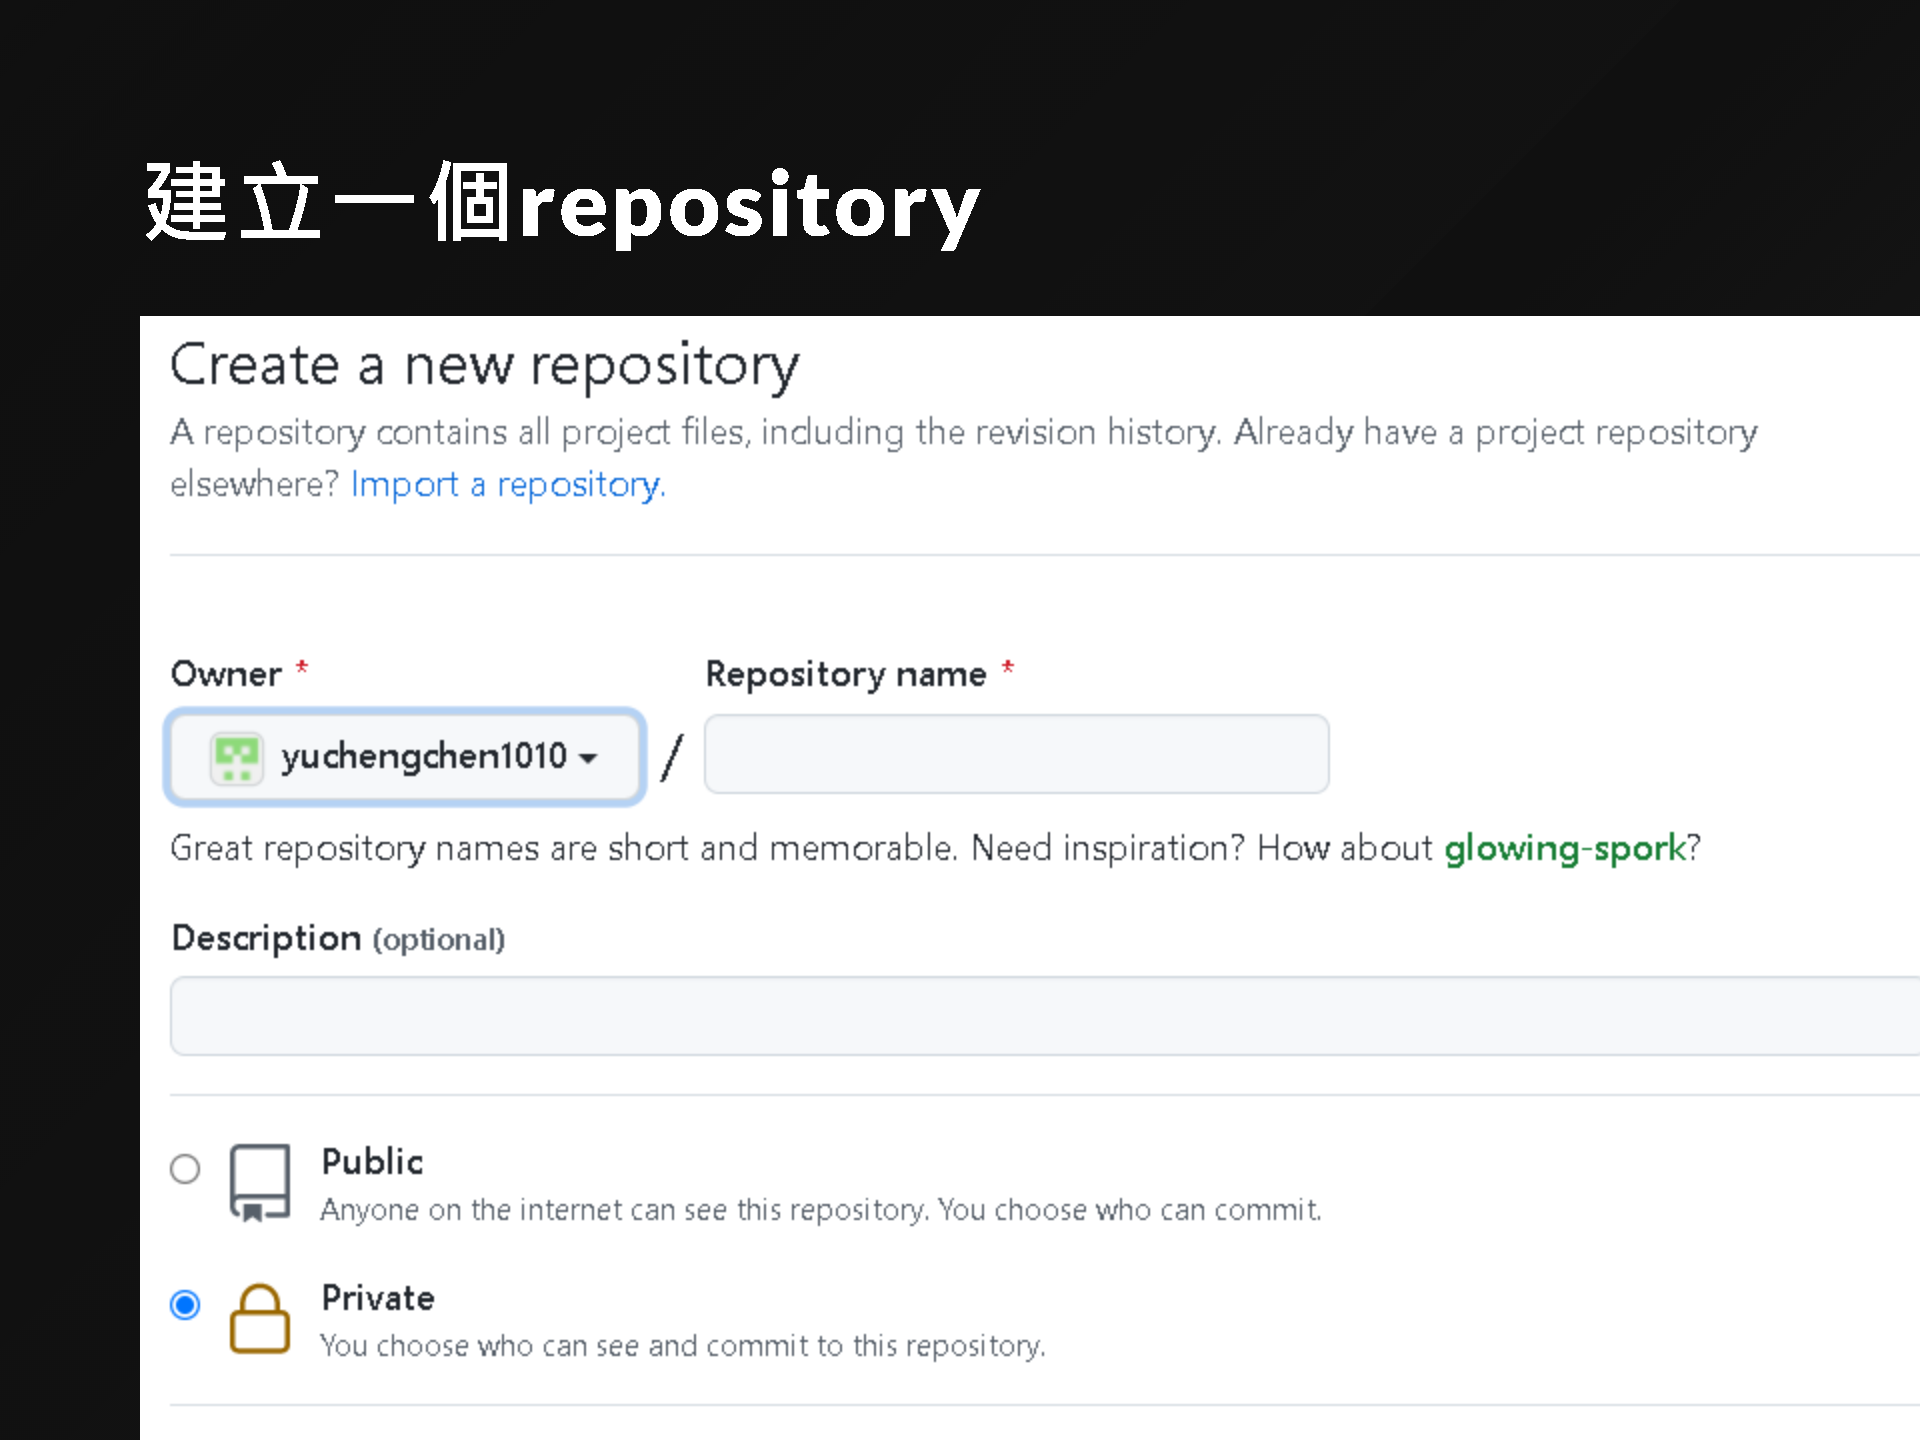 建立一個repository
Create a new repository
A repository contains all project files, including the revision history. Already have a project repository
elsewhere? Import a repository.
Owner *
Repository name *
yuchengchen1010
/
Great repository names are short and memorable. Need inspiration? How about glowing-spork?
Description (optional)
Public
Anyone on the internet can see this repository. You choose who can commit.
Private
You choose who can see and commit to this repository.